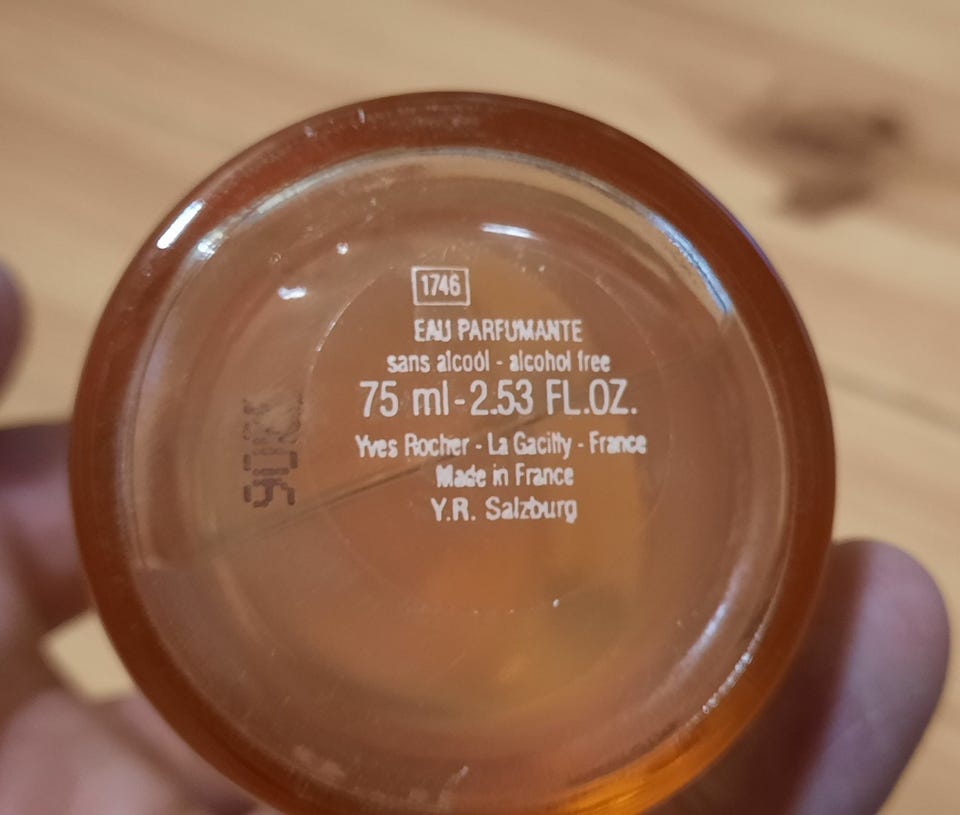 1746
EAU PARFUMANTE
sans alcool - alcohol free
75 ml-2.53 FL.OZ.
Yves Rocher - La Gacilly - France
Made in France
Y.R. Salzburg